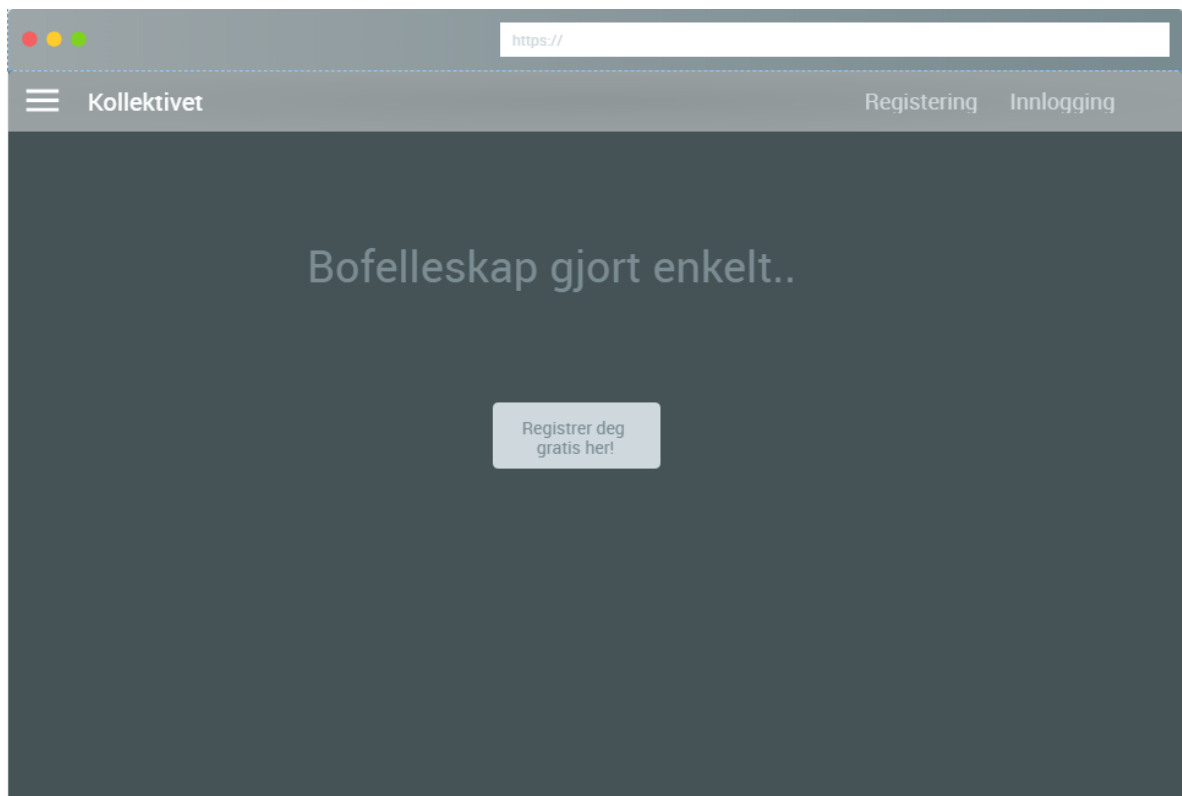 https://
Kollektivet
Registering
Innlogging
Bofelleskap gjort enkelt..
Registrer deg
gratis her!